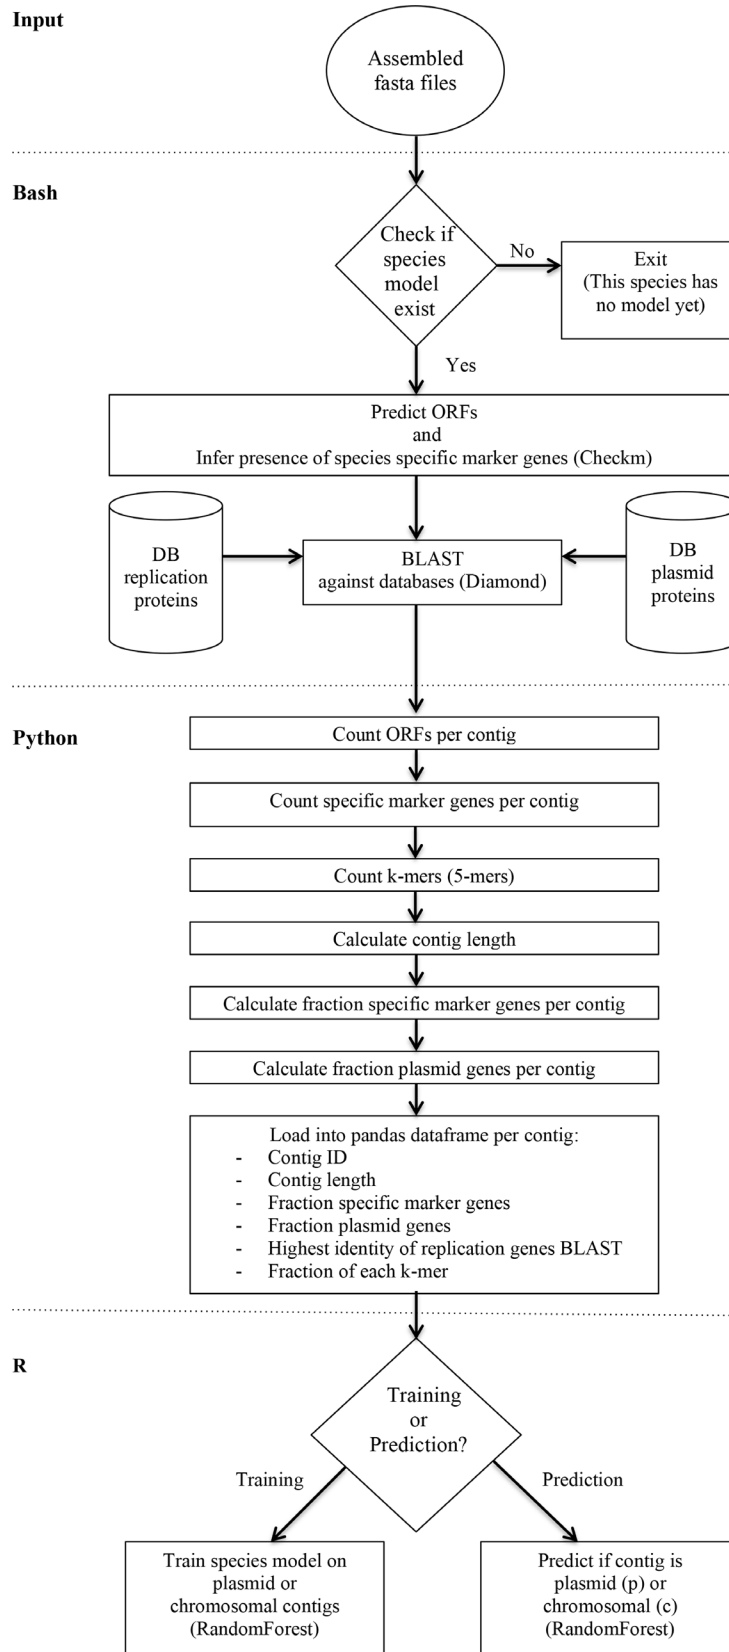 Input
Assembled
fasta files
Bash
Check if
species
model
exist
No
Exit
(This species has
no model yet)
Yes
Predict ORFs
and
Infer presence of species specific marker genes (Checkm)
DB
replication
proteins
BLAST
against databases (Diamond)
DB
plasmid
proteins
Python
Count ORFs per contig
Count specific marker genes per contig
Count k-mers (5-mers)
Calculate contig length
Calculate fraction specific marker genes per contig
Calculate fraction plasmid genes per contig
Load into pandas dataframe per contig:
- Contig ID
- Contig length
- Fraction specific marker genes
- Fraction plasmid genes
- Highest identity of replication genes BLAST
- Fraction of each k-mer
R
Training
or
Prediction?
Training
Prediction
Train species model on
plasmid or
chromosomal contigs
(RandomForest)
Predict if contig is
plasmid (p) or
chromosomal (c)
(RandomForest)